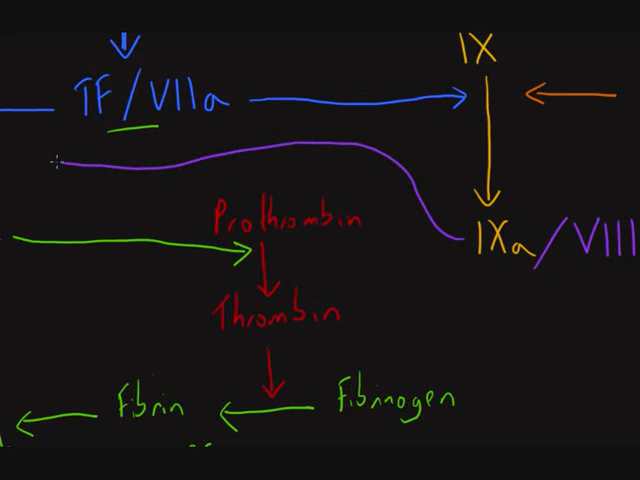 IX
TF/VIIa
Prothrombin
IXa/VIII
Thrombin
Fibrin
Fibrinogen